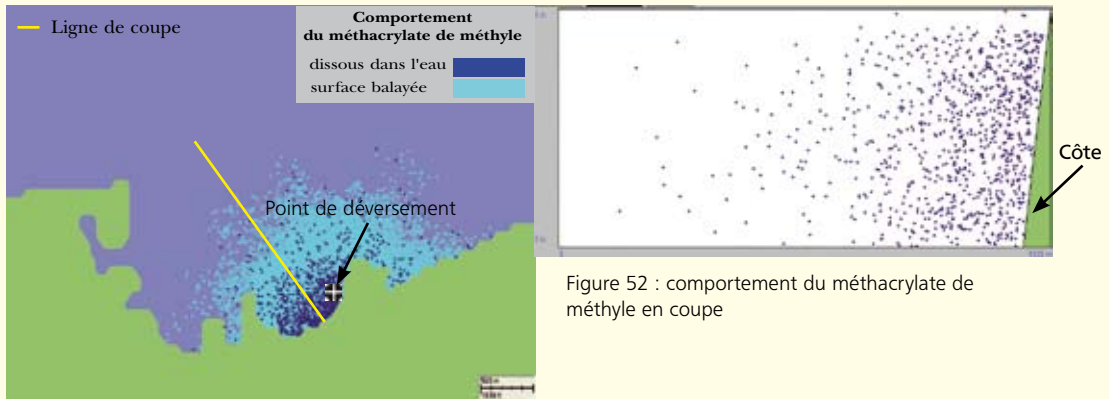 Ligne de coupe
Comportement
du méthacrylate de méthyle
dissous dans l'eau
surface balayée
Point de déversement
Côte
Figure 52 : comportement du méthacrylate de
méthyle en coupe